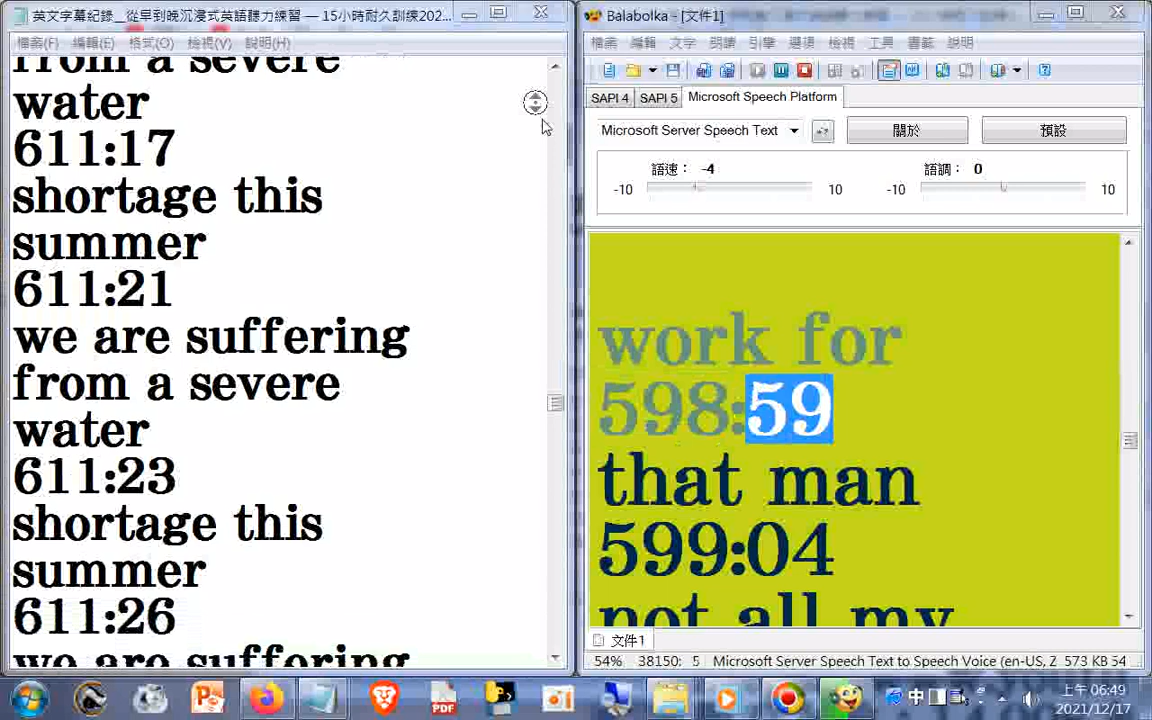 英文字幕紀錄__從早到晚沉浸式英語聽力練習 — 15小時耐久訓練202...
檔案(F) 編輯(E) 格式(O) 檢視(V) 說明(H)
from a severe
water
611:17
shortage this
summer
611:21
we are suffering
from a severe
water
611:23
shortage this
summer
611:26
we are suffering
Balabolka - [文件1]
檔案 編輯 文字 朗讀 引擎 選項 檢視 工具 書籤 說明
SAPI 4 SAPI 5 Microsoft Speech Platform
Microsoft Server Speech Text 關於 預設
語速： -4 語調： 0
-10 10 -10 10
work for
598:59
that man
599:04
not all my
文件1
54% 38150: 5 Microsoft Server Speech Text to Speech Voice (en-US, Z 573 KB 54
PDF
中
上午 06:49
2021/12/17